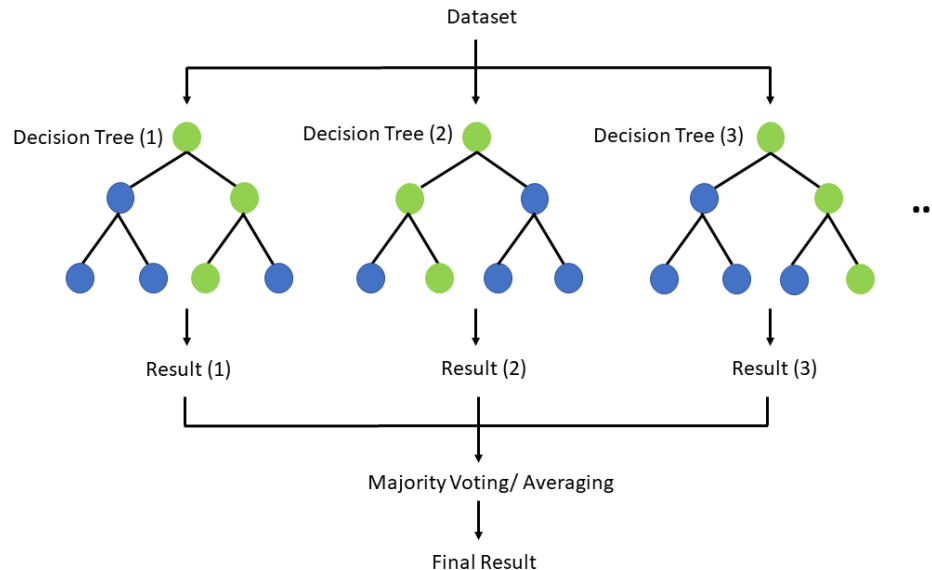 Dataset
Decision Tree (1)
Decision Tree (2)
Decision Tree (3)
..
Result (1)
Result (2)
Result (3)
Majority Voting/ Averaging
Final Result